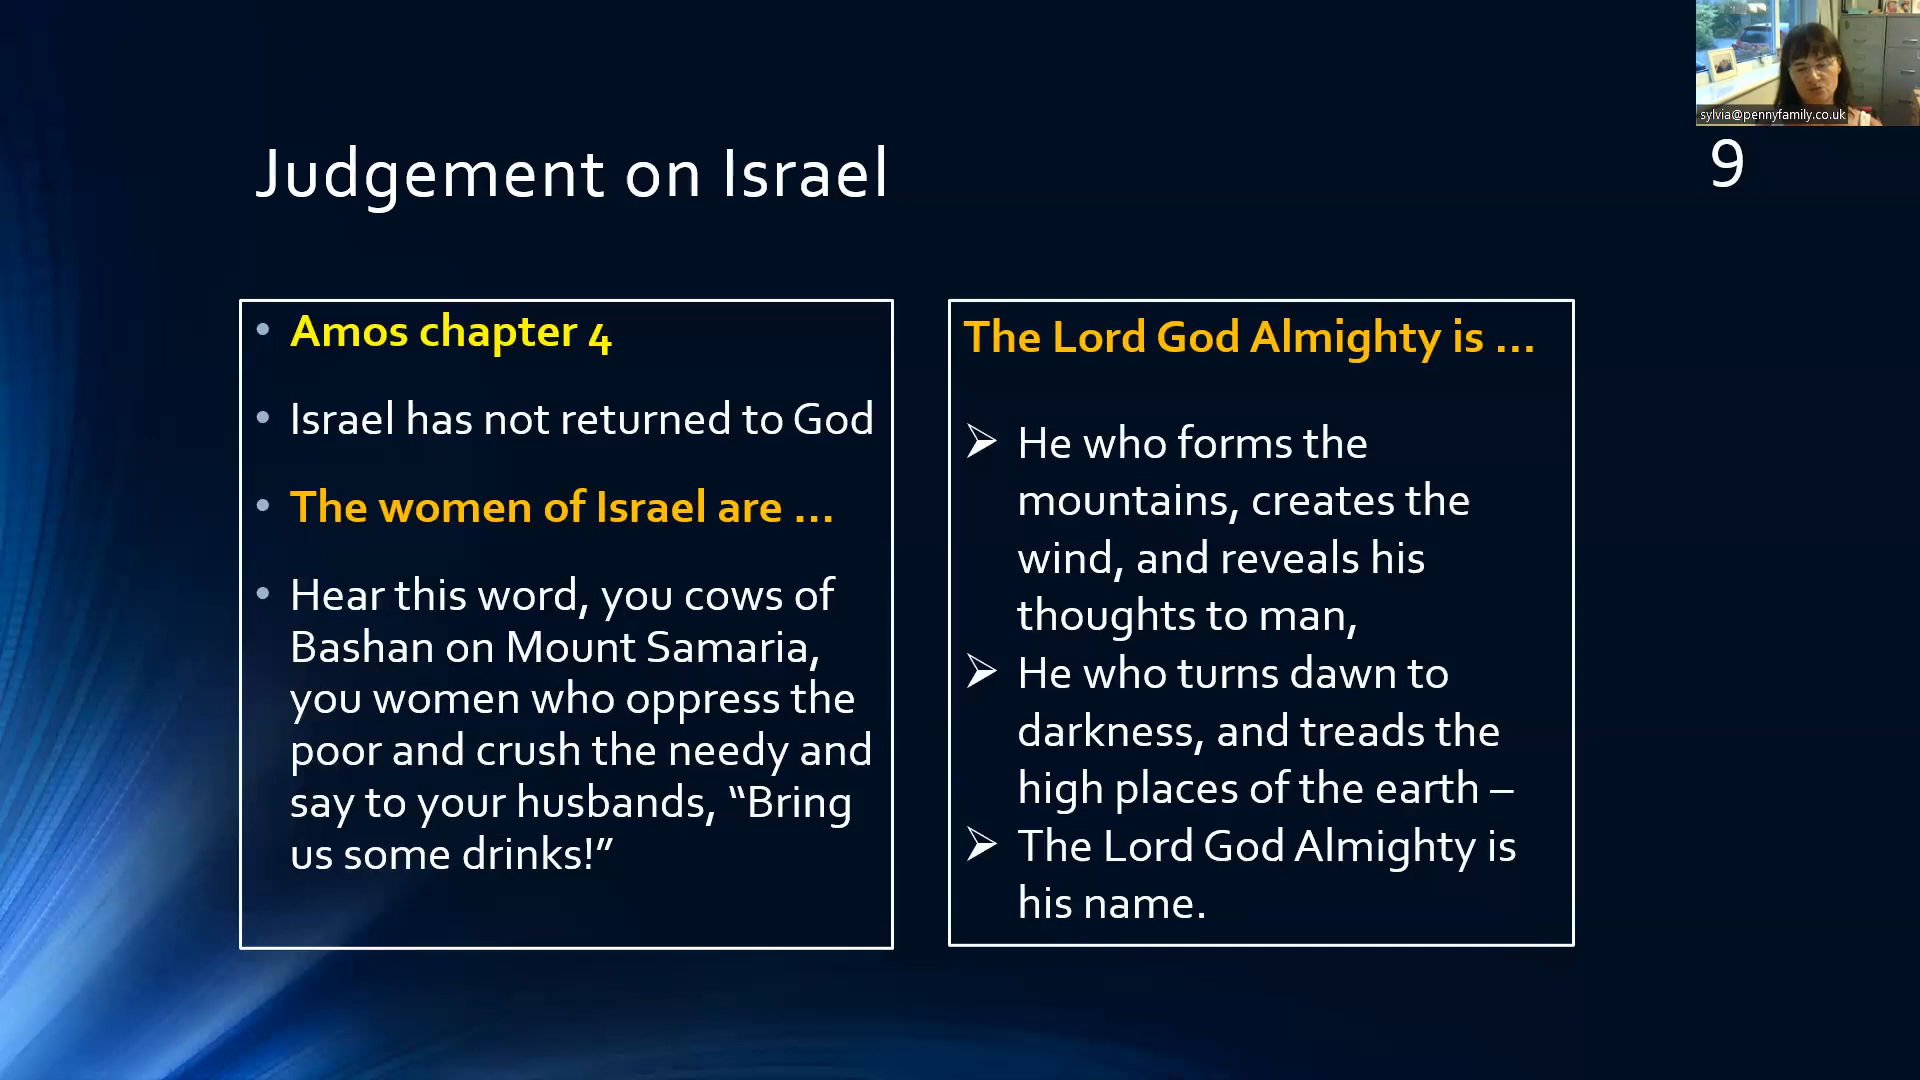 sylvia@pennyfamily.co.uk
9
Judgement on Israel
• Amos chapter 4
• Israel has not returned to God
• The women of Israel are ...
• Hear this word, you cows of
Bashan on Mount Samaria,
you women who oppress the
poor and crush the needy and
say to your husbands, “Bring
us some drinks!”
The Lord God Almighty is ...
➢ He who forms the
mountains, creates the
wind, and reveals his
thoughts to man,
➢ He who turns dawn to
darkness, and treads the
high places of the earth –
➢ The Lord God Almighty is
his name.